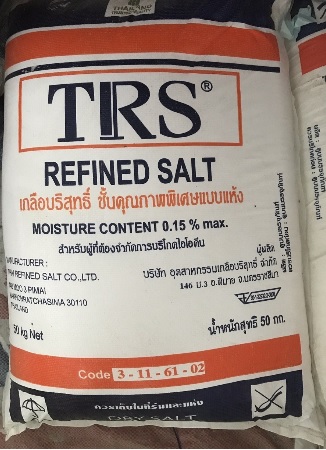 THAILAND
TRS®
REFINED SALT
เกลือบริสุทธิ์ ชั้นคุณภาพพิเศษแบบแห้ง
MOISTURE CONTENT 0.15 % max.
สำหรับผู้ที่ต้องจำกัดการบริโภคไอโอดีน
MANUFACTURER :
REFINED SALT CO.,LTD.
MOO 3 PIMAI
30110
50 kg Net
ผู้ผลิต
บริษัท อุตสาหกรรมเกลือบริสุทธิ์ จำกัด
146 ม.3 อ.พิมาย จ.นครราชสีมา
น้ำหนักสุทธิ 50 กก.
Code 3 - 11 - 61 - 02
ควรเก็บในที่ร่มและแห้ง
DRY SALT